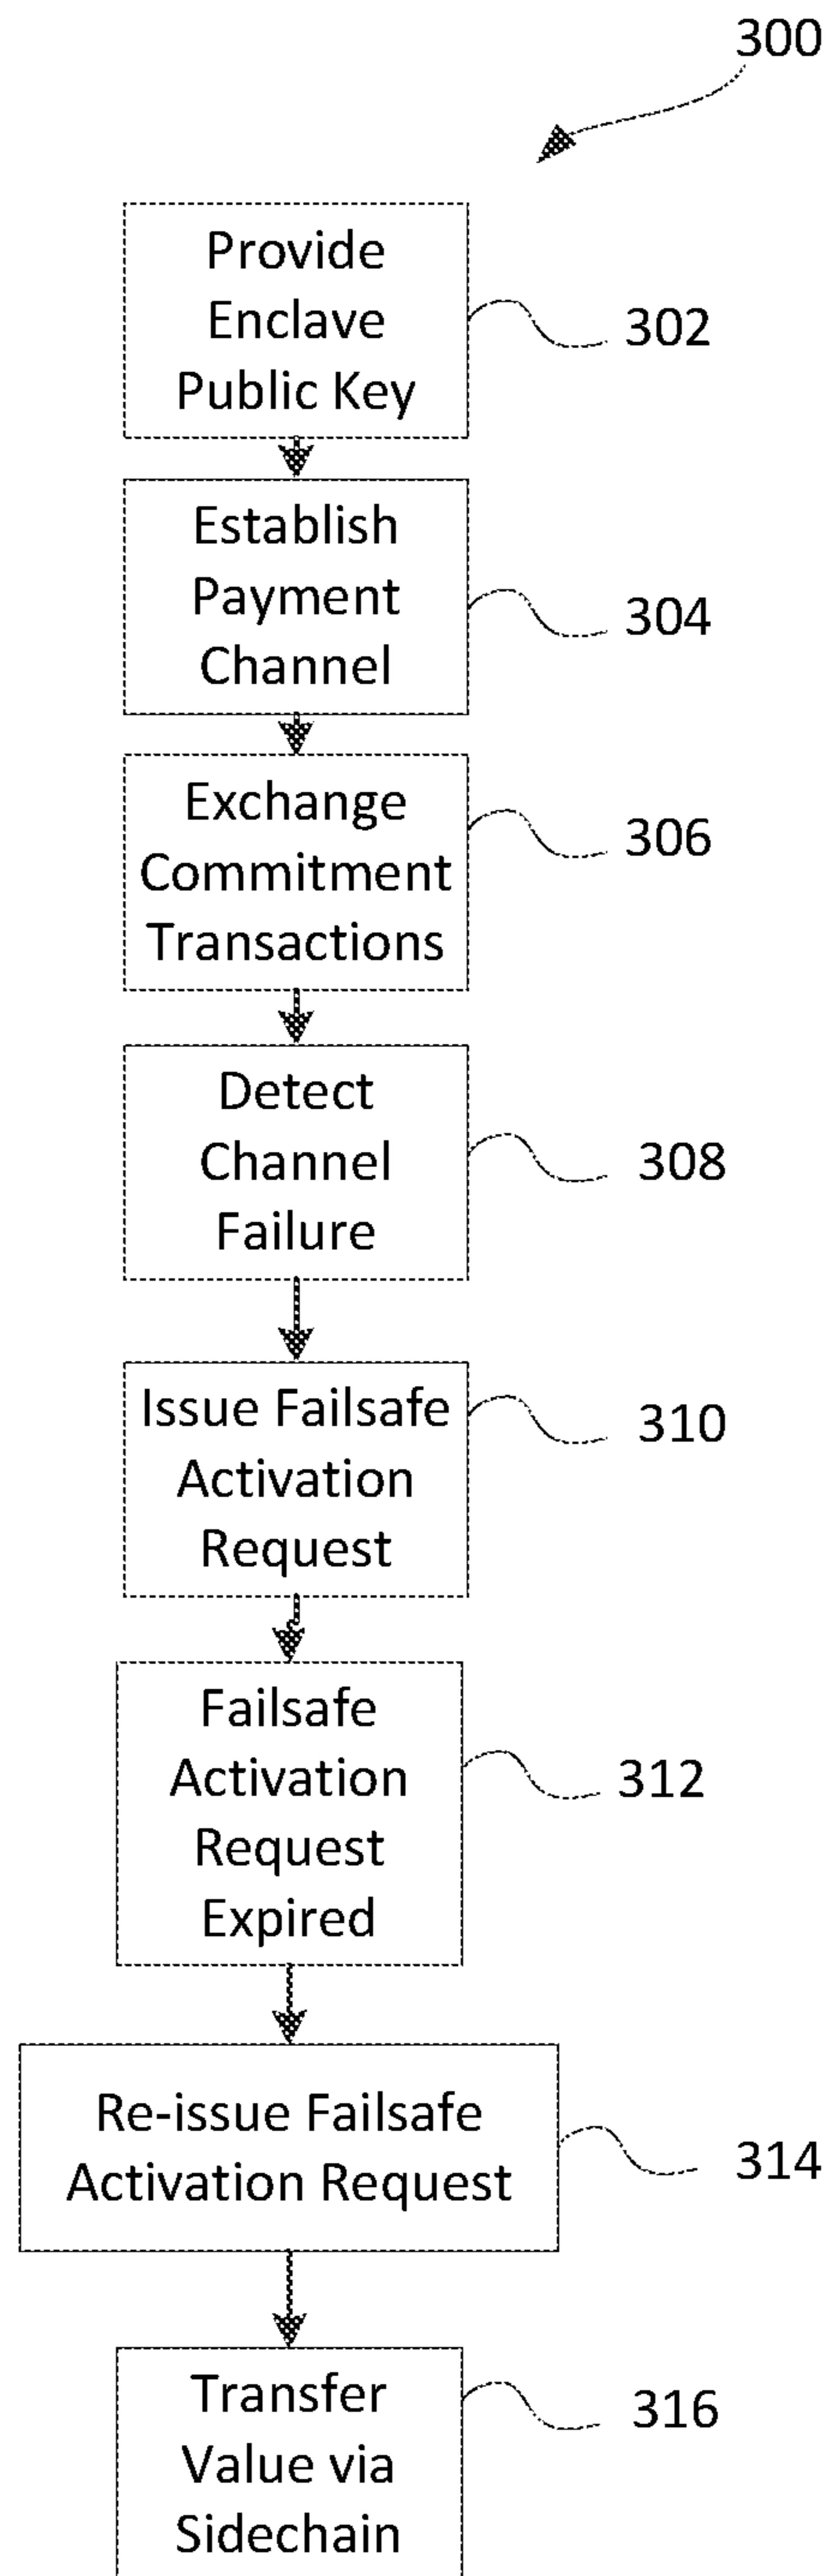 300
Provide
Enclave
Public Key
302
Establish
Payment
Channel
304
Exchange
Commitment
Transactions
306
Detect
Channel
Failure
308
Issue Failsafe
Activation
Request
310
Failsafe
Activation
Request
Expired
312
Re-issue Failsafe
Activation Request
314
Transfer
Value via
Sidechain
316